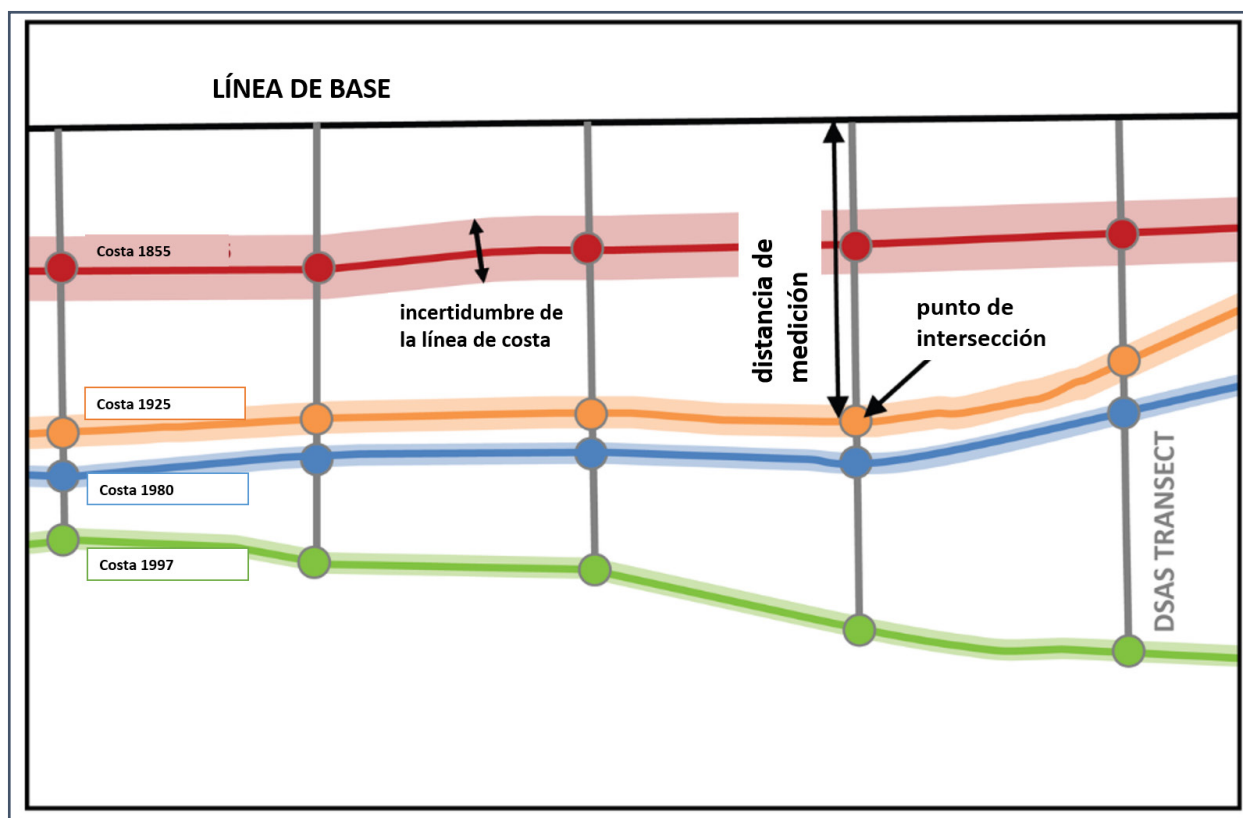 LÍNEA DE BASE
Costa 1855
incertidumbre de
la línea de costa
distancia de
medición
punto de
intersección
Costa 1925
Costa 1980
Costa 1997
DSAS TRANSECT